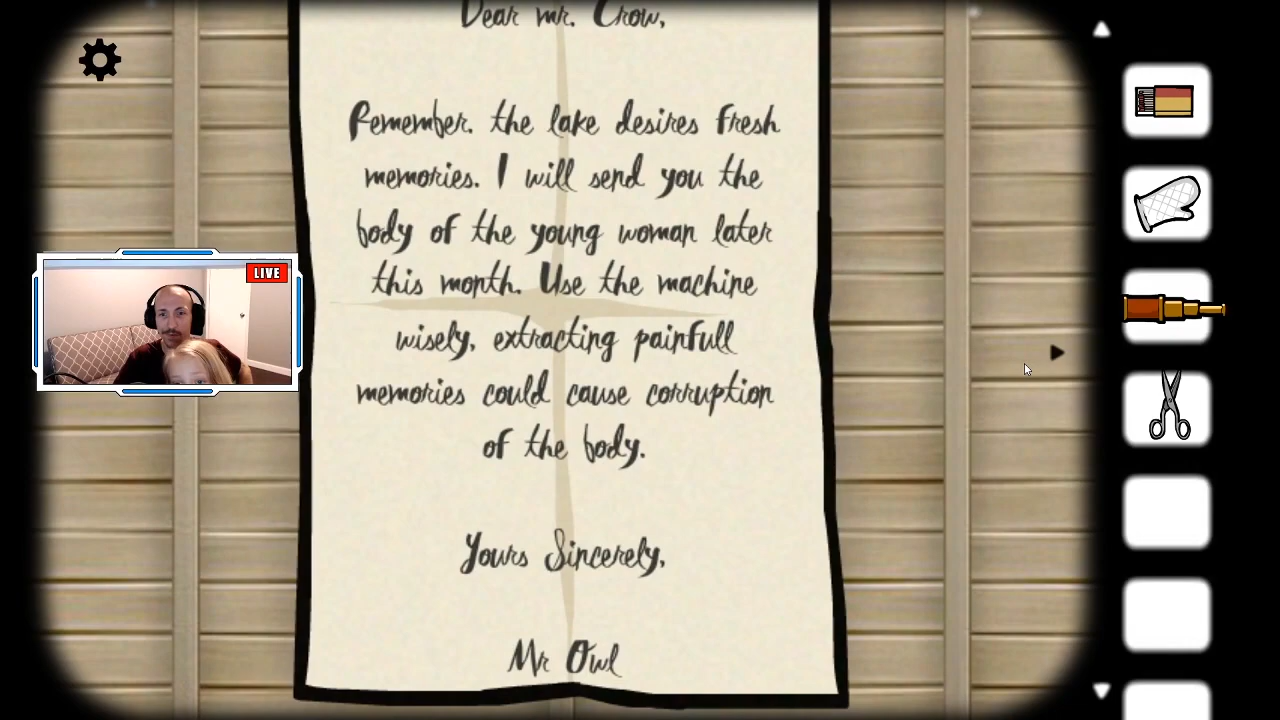 Dear mr. Crow,
Remember. the lake desires fresh
memories. I will send you the
body of the young woman later
this month. Use the machine
wisely, extracting painfull
memories could cause corruption
of the body.
Yours Sincerely,
Mr Owl
LIVE